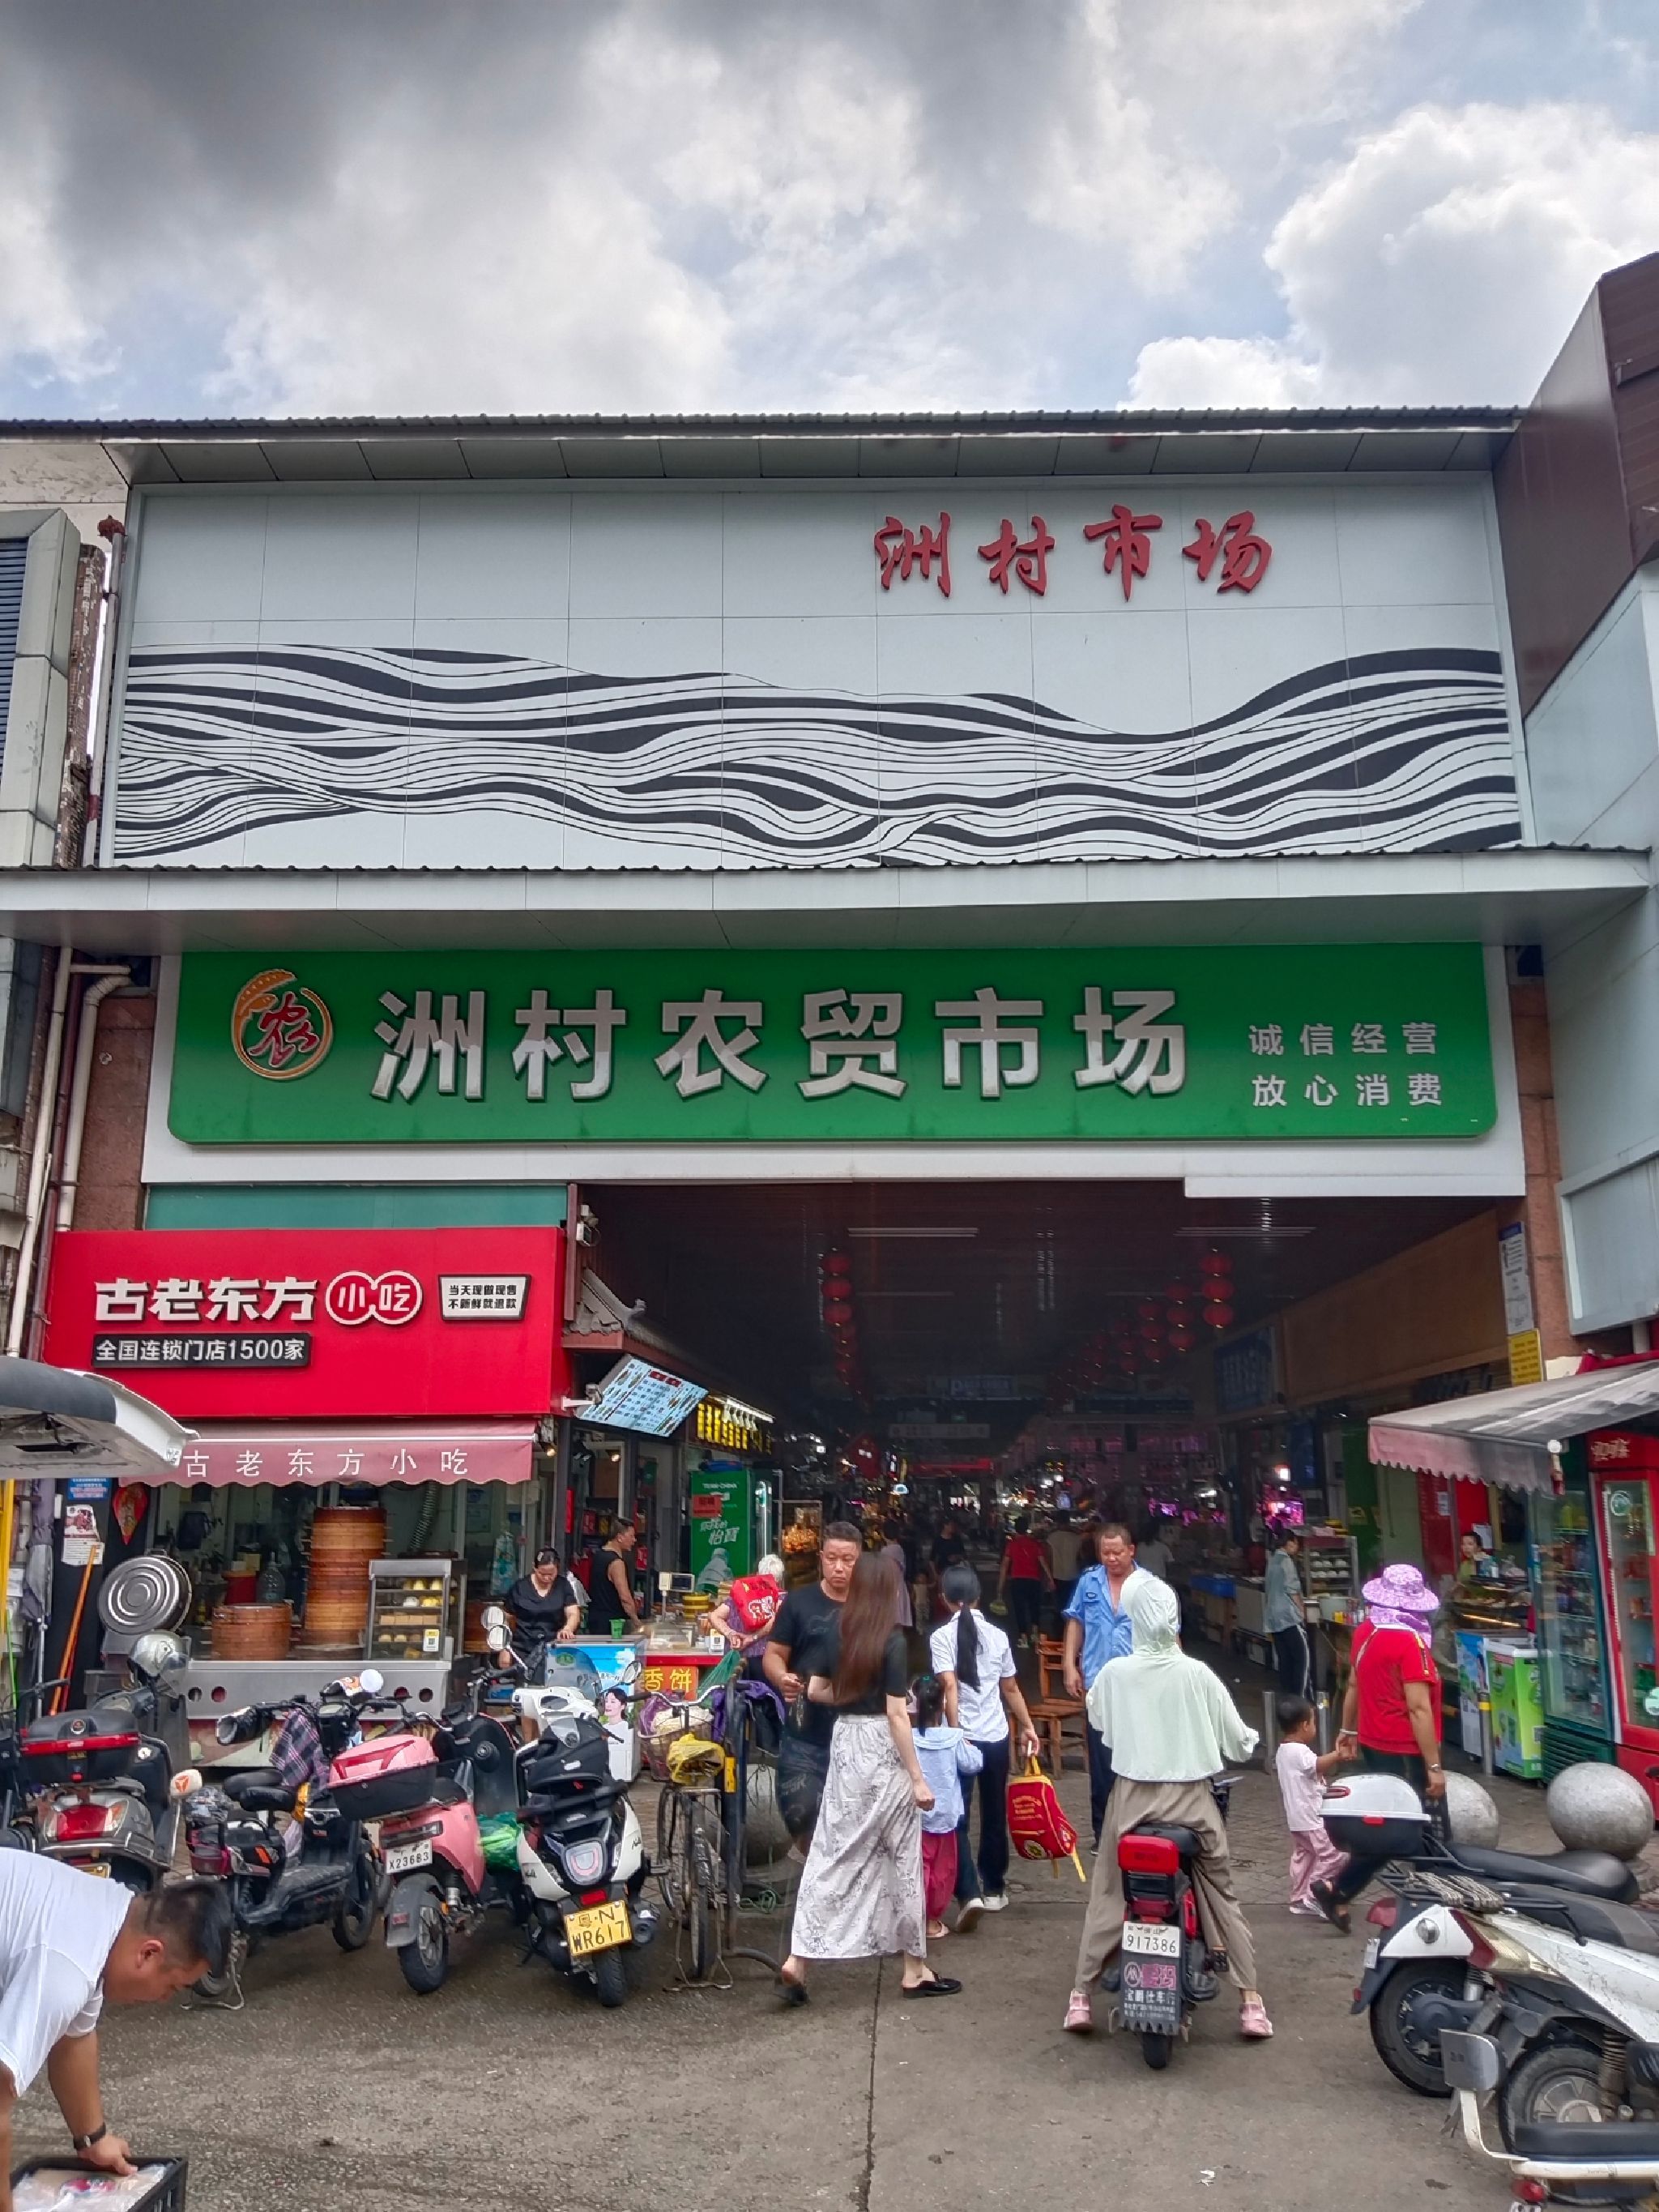 洲村市场
农
洲村农贸市场
诚信经营
放心消费
古老东方小吃
当天现做现售
不新鲜就退款
全国连锁门店1500家
古老东方小吃
怡宝
香饼
X23683
粤·N
WR617
917386